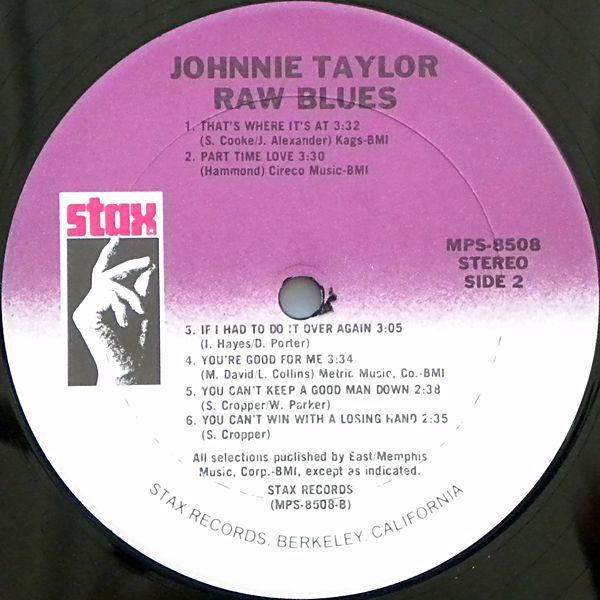 JOHNNIE TAYLOR
RAW BLUES
1. THAT'S WHERE IT'S AT 3:32
(S. Cooke/J. Alexander) Kags-BMI
2. PART TIME LOVE 3:30
(Hammond) Cireco Music-BMI
stax
MPS-8508
STEREO
SIDE 2
3. IF I HAD TO DO IT OVER AGAIN 3:05
(I. Hayes/D. Porter)
4. YOU'RE GOOD FOR ME 3:34
(M. David/L. Collins) Metric Music, Co.-BMI
5. YOU CAN'T KEEP A GOOD MAN DOWN 2:38
(S. Cropper/W. Parker)
6. YOU CAN'T WIN WITH A LOSING HAND 2:35
(S. Cropper)
All selections published by East/Memphis
Music, Corp.-BMI, except as indicated.
STAX RECORDS
(MPS-8508-B)
STAX RECORDS, BERKELEY, CALIFORNIA